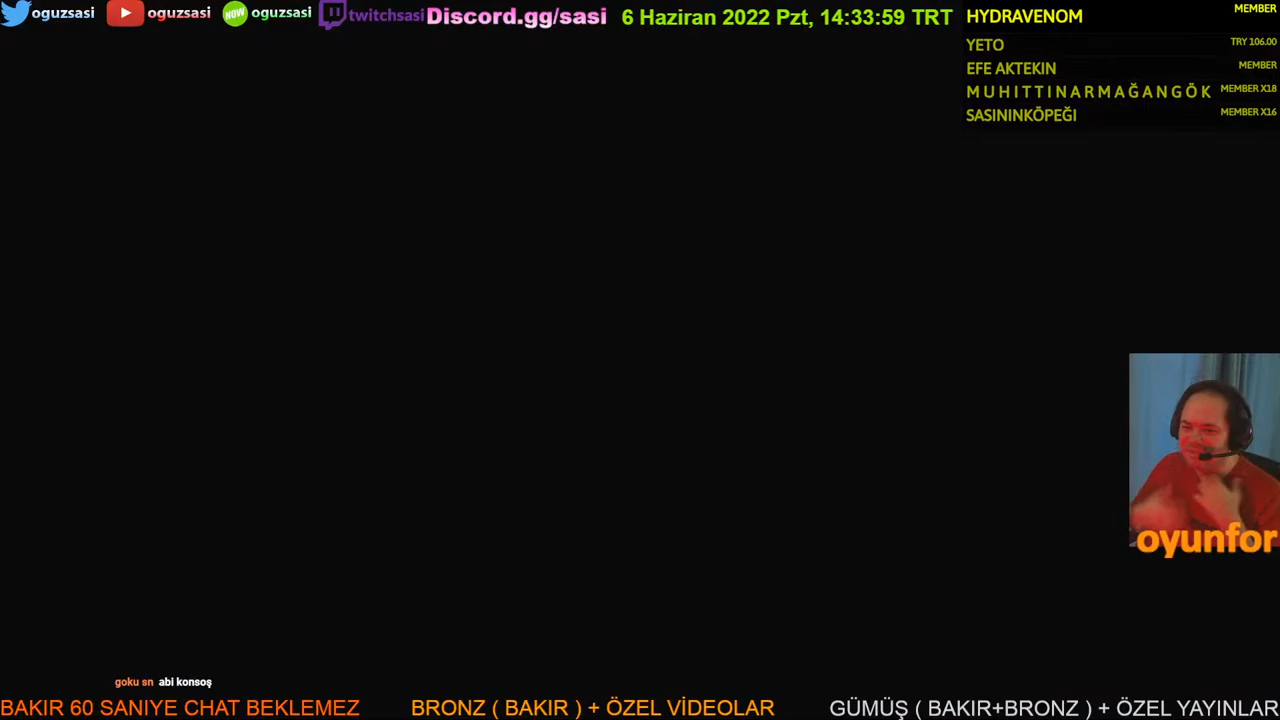 oguzsasi oguzsasi NOW oguzsasi twitchsasi Discord.gg/sasi 6 Haziran 2022 Pzt, 14:33:59 TRT
HYDRAVENOM MEMBER
YETO TRY 106.00
EFE AKTEKIN MEMBER
M U H I T T I N A R M A Ğ A N G Ö K MEMBER X18
SASININKÖPEĞI MEMBER X16
oyunfor
goku sn abi konsoş
BAKIR 60 SANIYE CHAT BEKLEMEZ BRONZ ( BAKIR ) + ÖZEL VİDEOLAR GÜMÜŞ ( BAKIR+BRONZ ) + ÖZEL YAYINLAR